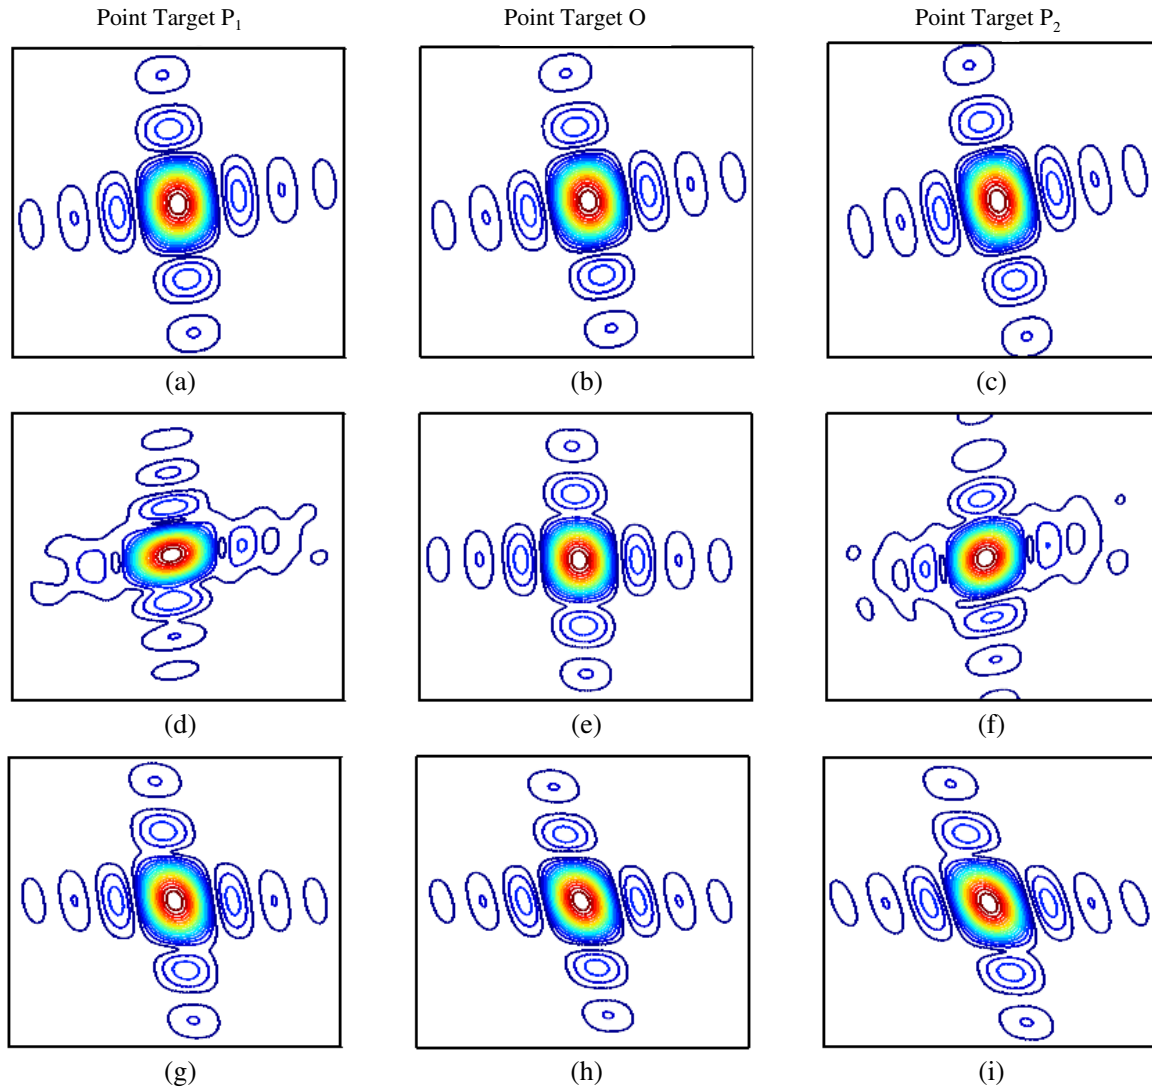 Point Target P₁ Point Target O Point Target P₂
(a) (b) (c)
(d) (e) (f)
(g) (h) (i)